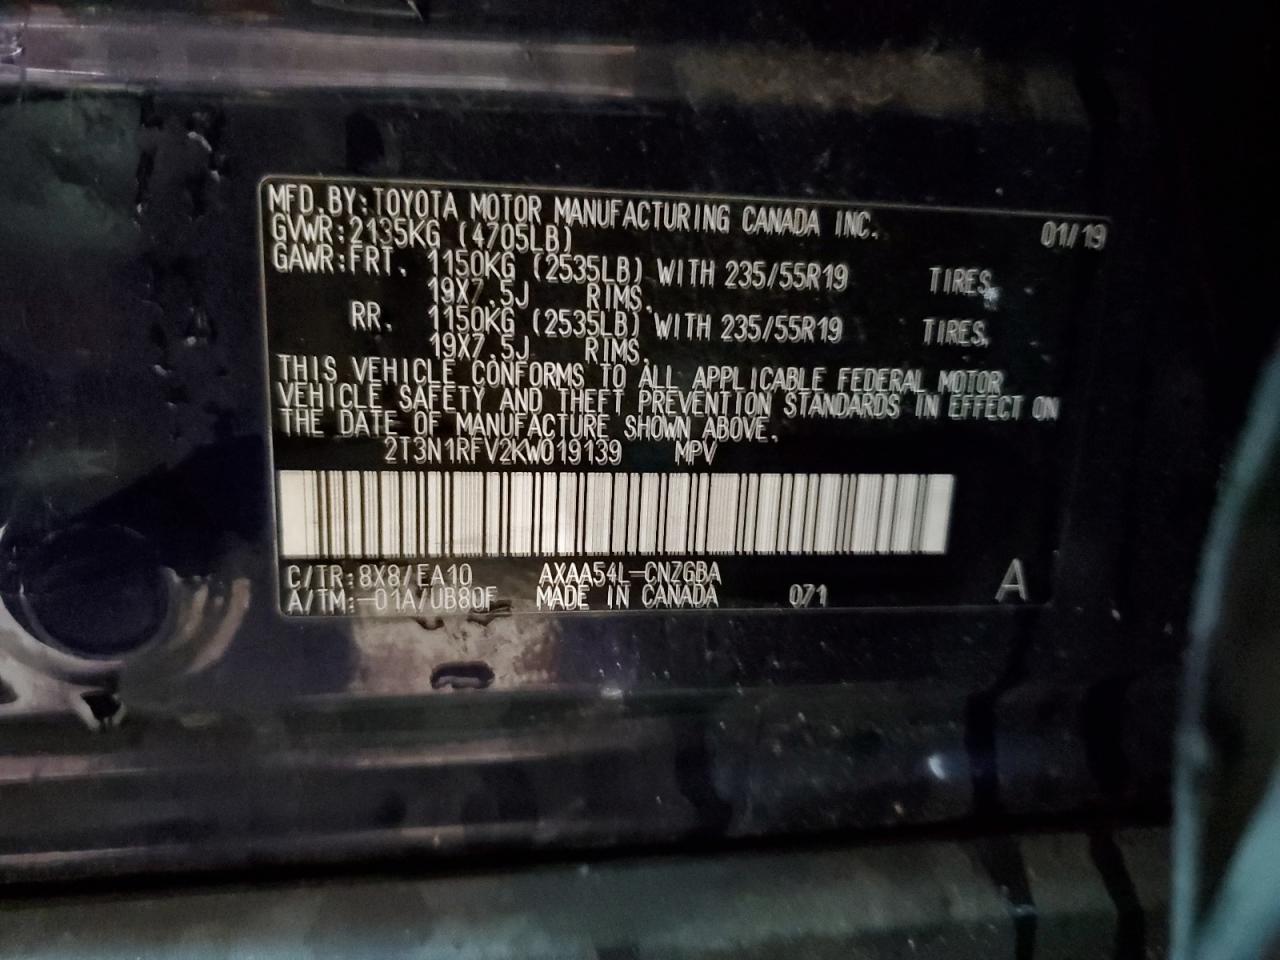 MFD. BY: TOYOTA MOTOR MANUFACTURING CANADA INC. 01/19
GVWR: 2135KG (4705LB)
GAWR: FRT. 1150KG (2535LB) WITH 235/55R19 TIRES,
19X7.5J RIMS.
RR. 1150KG (2535LB) WITH 235/55R19 TIRES,
19X7.5J RIMS.
THIS VEHICLE CONFORMS TO ALL APPLICABLE FEDERAL MOTOR
VEHICLE SAFETY AND THEFT PREVENTION STANDARDS IN EFFECT ON
THE DATE OF MANUFACTURE SHOWN ABOVE.
2T3N1RFV2KW019139 MPV
C/TR: 8X8/EA10 AXAA54L-CNZGBA
A/TM: -01A/UB80F MADE IN CANADA 071 A